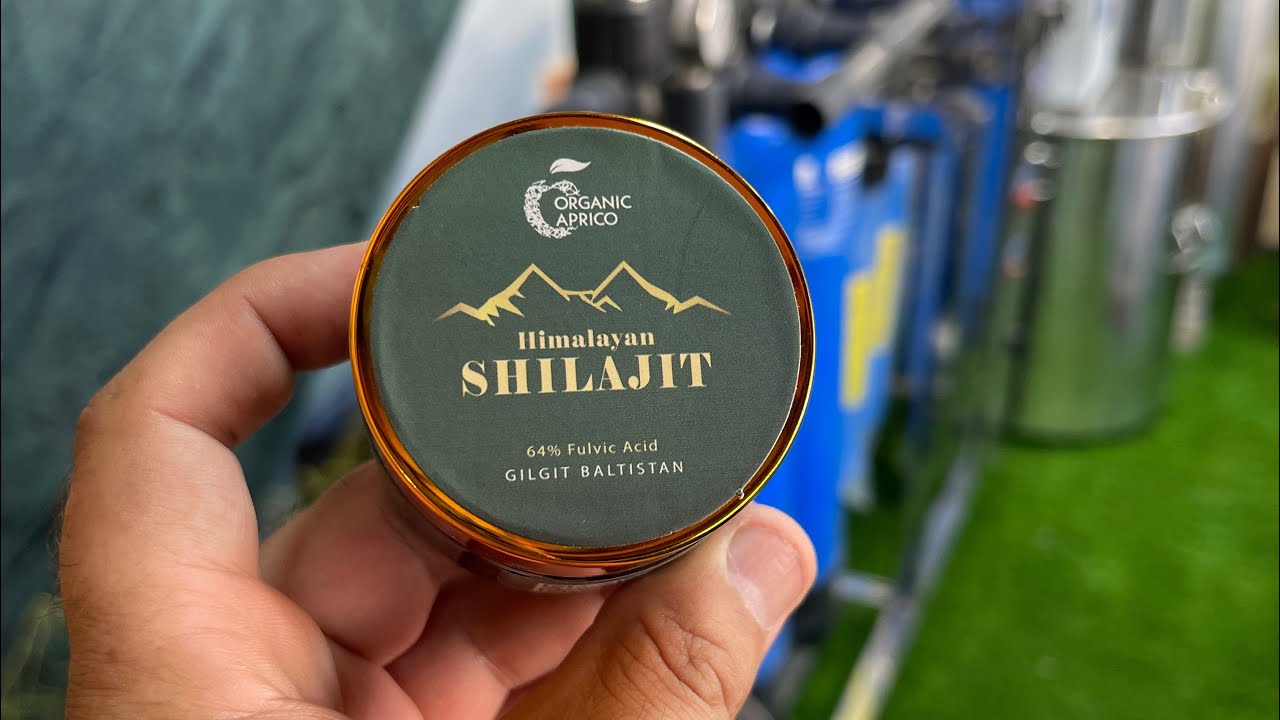 ORGANIC
APRICO
Himalayan
SHILAJIT
64% Fulvic Acid
GILGIT BALTISTAN